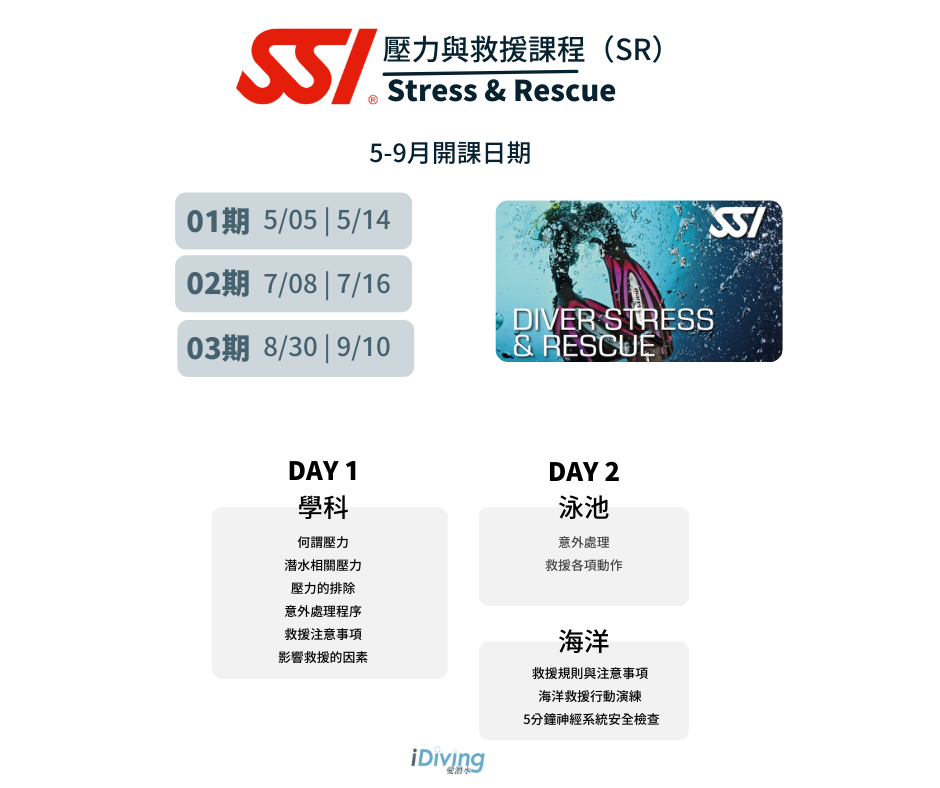 SSI®
壓力與救援課程（SR）
Stress & Rescue
5-9月開課日期
01期 5/05 | 5/14
02期 7/08 | 7/16
03期 8/30 | 9/10
SSI
DIVER STRESS
& RESCUE
DAY 1
學科
何謂壓力
潛水相關壓力
壓力的排除
意外處理程序
救援注意事項
影響救援的因素
DAY 2
泳池
意外處理
救援各項動作
海洋
救援規則與注意事項
海洋救援行動演練
5分鐘神經系統安全檢查
iDiving
愛潛水